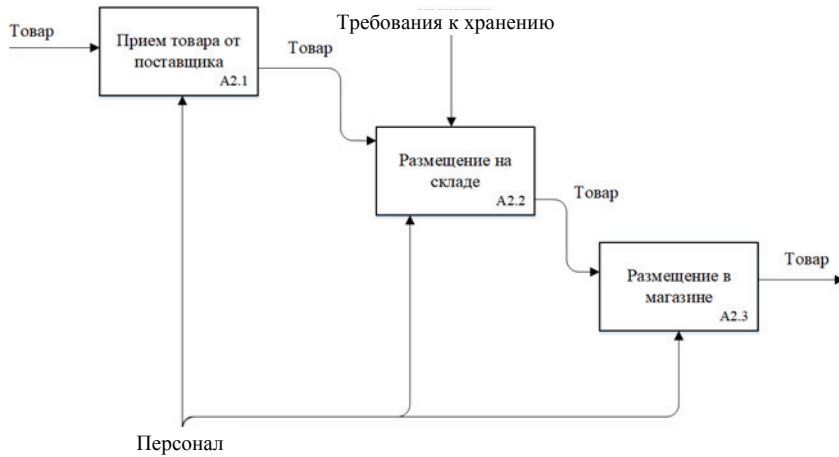 Товар
Прием товара от
поставщика
A2.1
Товар
Требования к хранению
Размещение на
складе
A2.2
Товар
Размещение в
магазине
A2.3
Товар
Персонал